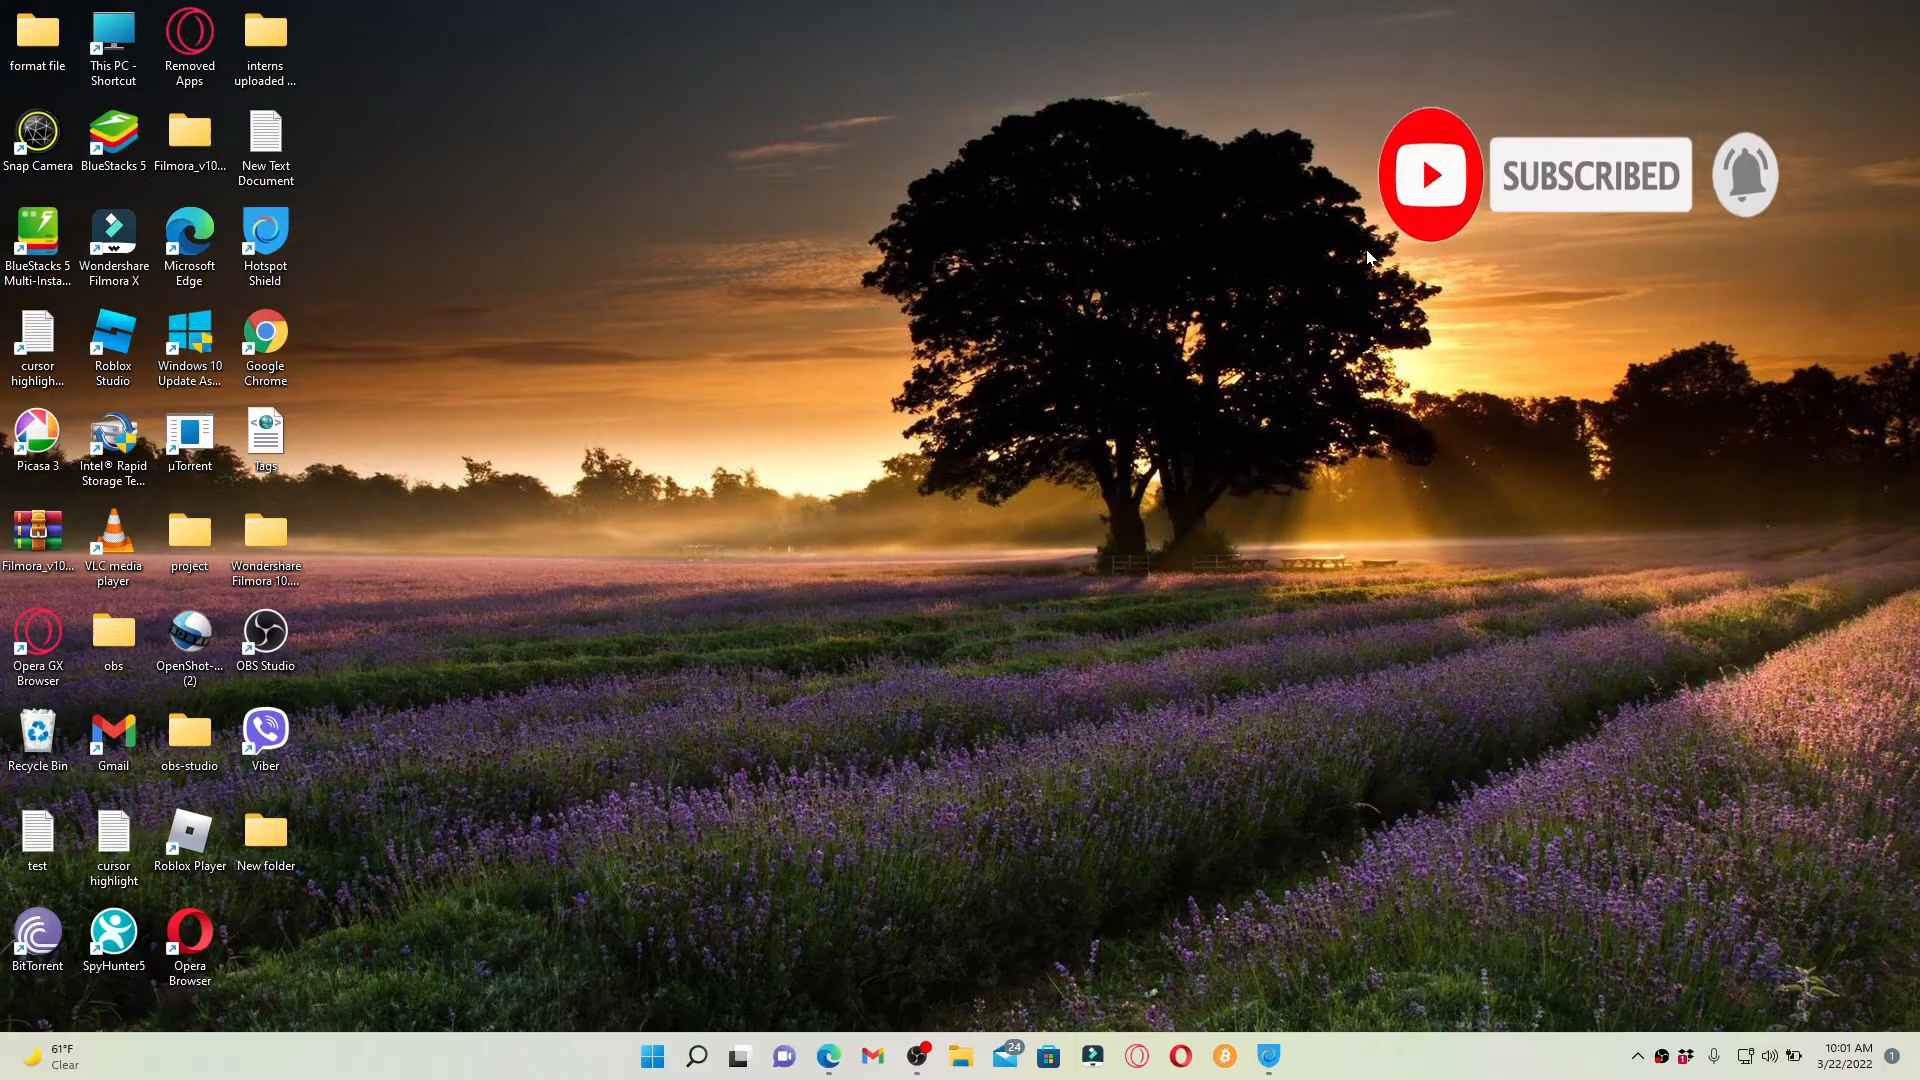 format file
This PC -
Shortcut
Removed
Apps
interns
uploaded ...
Snap Camera
BlueStacks 5
Filmora_v10...
New Text
Document
BlueStacks 5
Multi-Insta...
Wondershare
Filmora X
Microsoft
Edge
Hotspot
Shield
cursor
highligh...
Roblox
Studio
Windows 10
Update As...
Google
Chrome
Picasa 3
Intel® Rapid
Storage Te...
µTorrent
Tags
Filmora_v10...
VLC media
player
project
Wondershare
Filmora 10....
Opera GX
Browser
obs
OpenShot-...
(2)
OBS Studio
Recycle Bin
Gmail
obs-studio
Viber
test
cursor
highlight
Roblox Player
New folder
BitTorrent
SpyHunter5
Opera
Browser
SUBSCRIBED
61°F
Clear
24
1
10:01 AM
3/22/2022
1